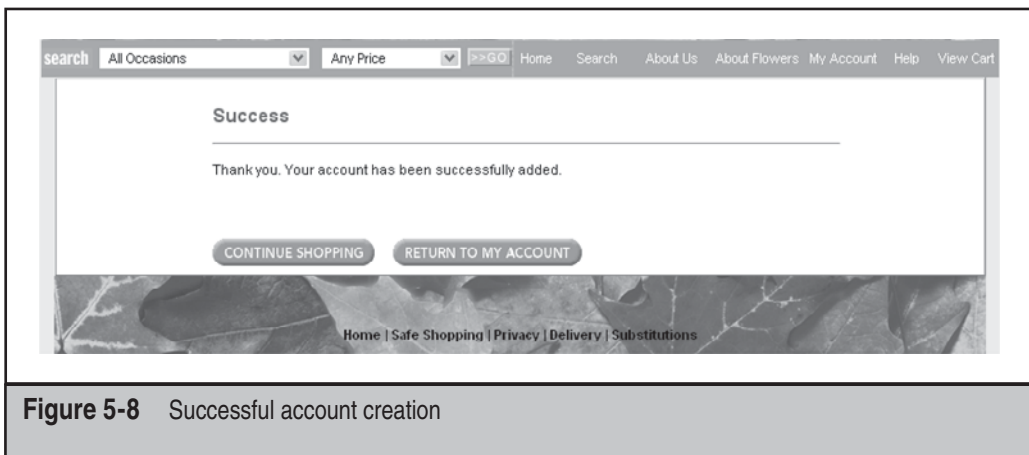 search All Occasions Any Price >>GO Home Search About Us About Flowers My Account Help View Cart
Success
Thank you. Your account has been successfully added.
CONTINUE SHOPPING RETURN TO MY ACCOUNT
Home | Safe Shopping | Privacy | Delivery | Substitutions
Figure 5-8 Successful account creation